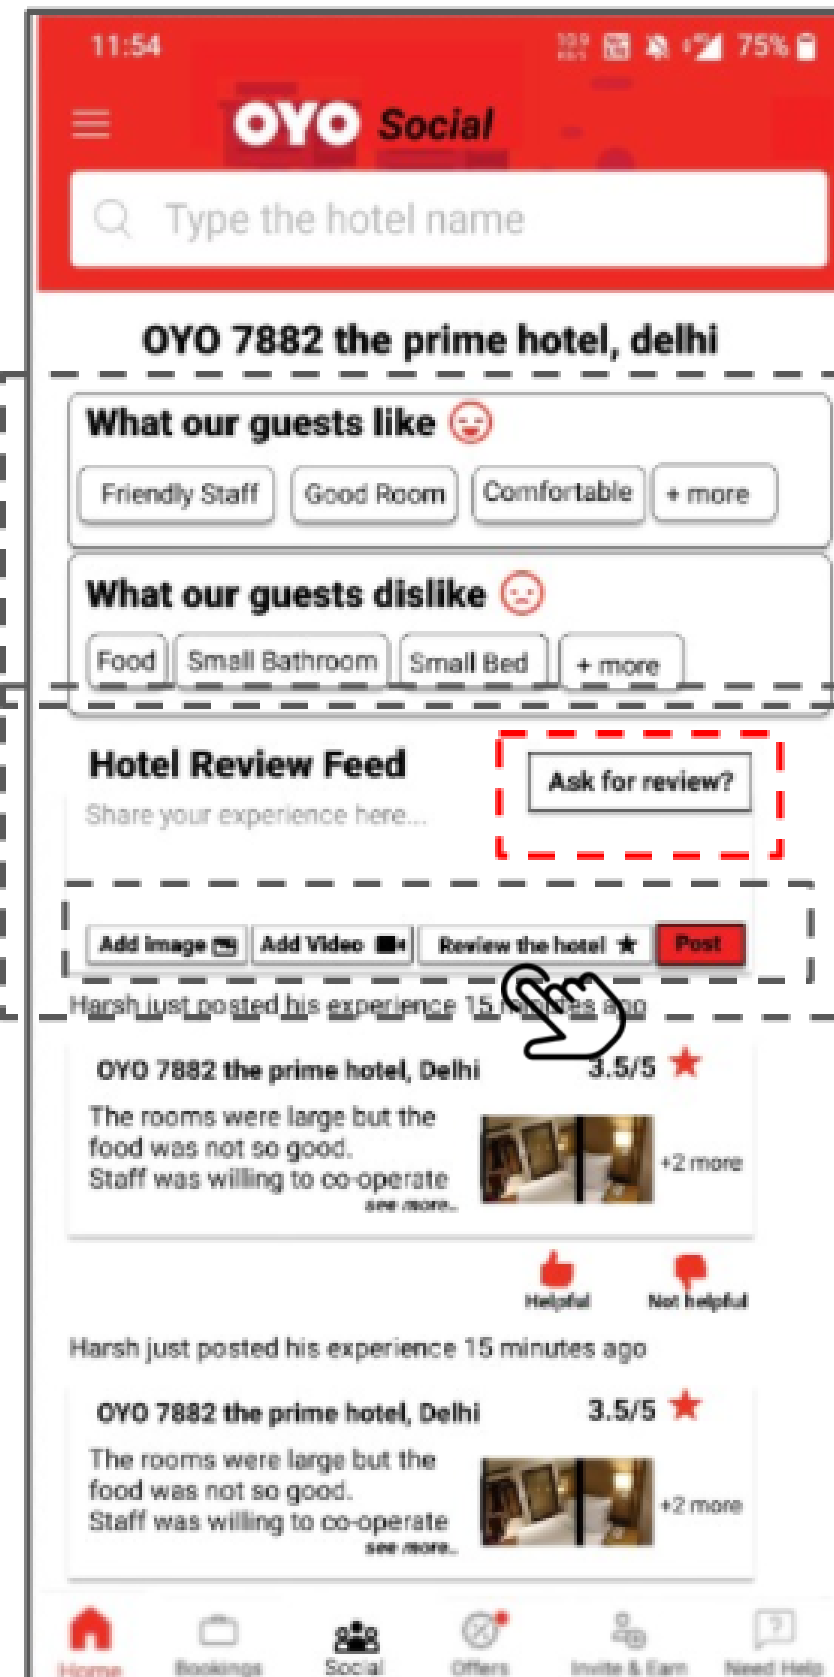 11:54
75%
OYO Social
Type the hotel name
OYO 7882 the prime hotel, delhi
What our guests like
Friendly Staff Good Room Comfortable + more
What our guests dislike
Food Small Bathroom Small Bed + more
Hotel Review Feed
Ask for review?
Share your experience here...
Add image Add Video Review the hotel Post
Harsh just posted his experience 15 minutes ago
OYO 7882 the prime hotel, Delhi 3.5/5
The rooms were large but the
food was not so good.
Staff was willing to co-operate
see more..
+2 more
Helpful Not helpful
Harsh just posted his experience 15 minutes ago
OYO 7882 the prime hotel, Delhi 3.5/5
The rooms were large but the
food was not so good.
Staff was willing to co-operate
see more..
+2 more
Home Bookings Social Offers Invite & Earn Need Help